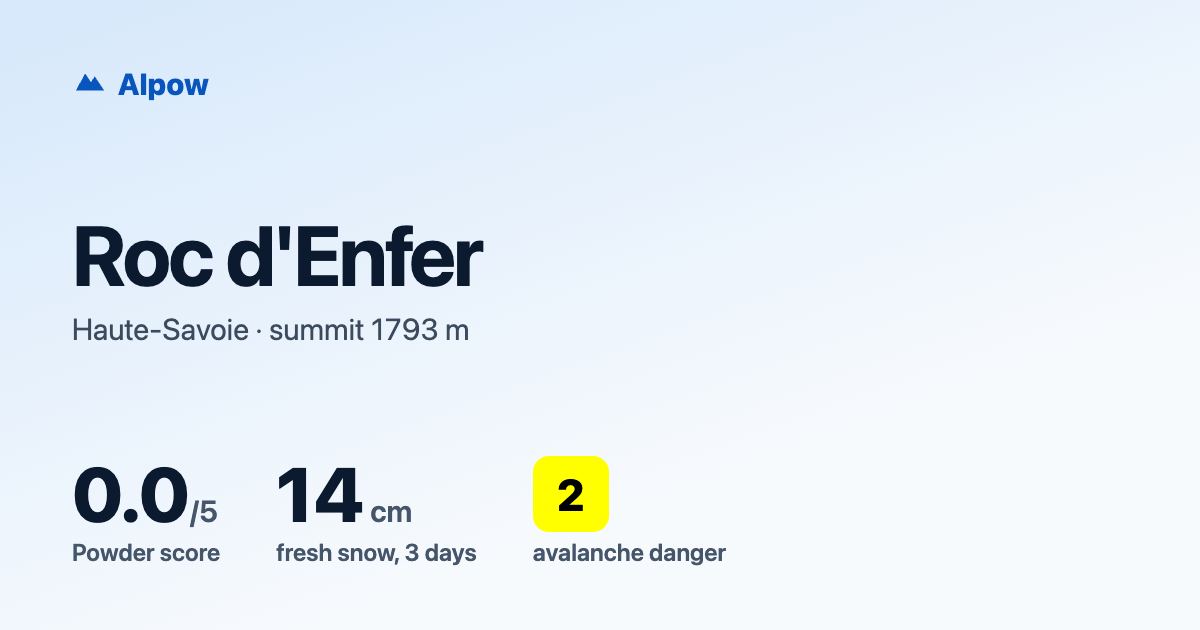 Alpow
Roc d'Enfer
Haute-Savoie · summit 1793 m
0.0/5 14 cm 2
Powder score fresh snow, 3 days avalanche danger